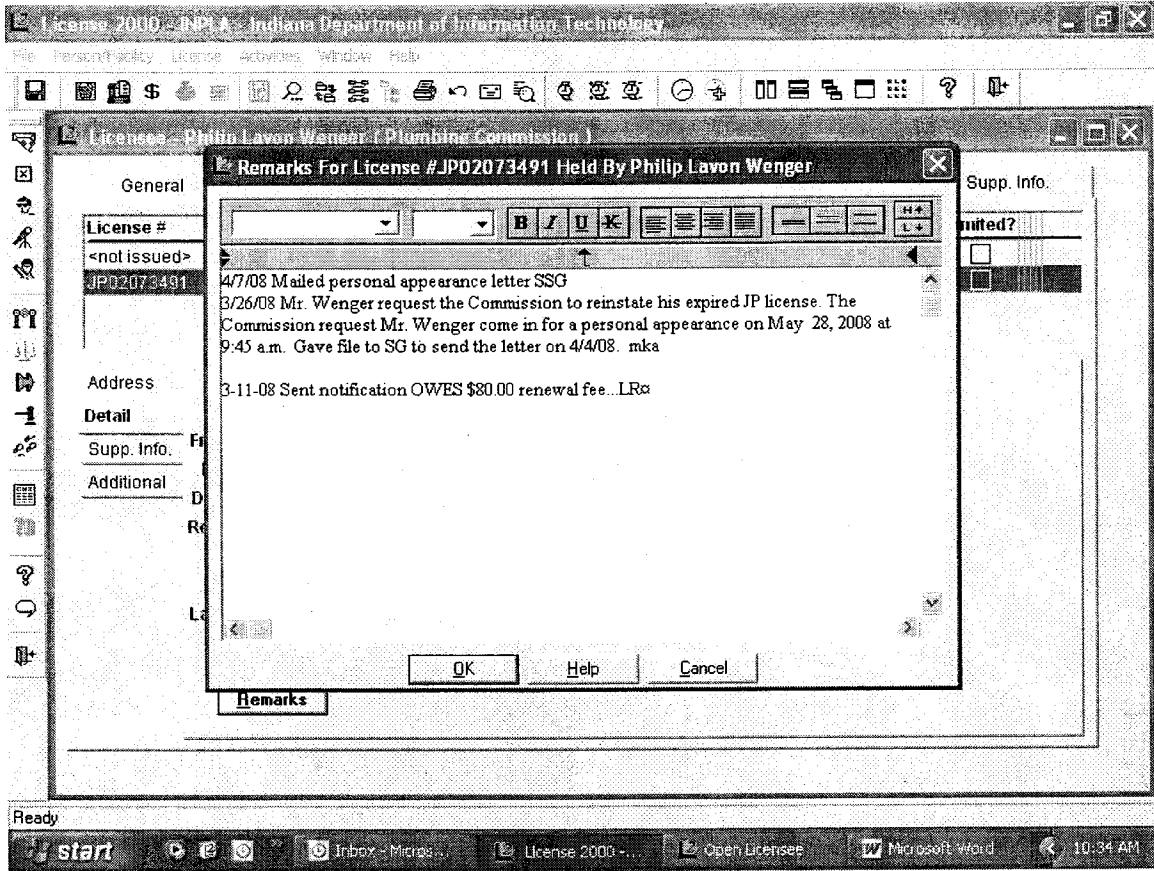 License 2000 - INPLA - Indiana Department of Information Technology
File Person/Facility License Activities Window Help
Licensee - Philip Lavon Wenger ( Plumbing Commission )
Remarks For License #JP02073491 Held By Philip Lavon Wenger
General
Supp. Info.
License #
mited?
<not issued>
JP02073491
B I U K
H+
L+
4/7/08 Mailed personal appearance letter SSG
3/26/08 Mr. Wenger request the Commission to reinstate his expired JP license. The
Commission request Mr. Wenger come in for a personal appearance on May 28, 2008 at
9:45 a.m. Gave file to SG to send the letter on 4/4/08. mka
3-11-08 Sent notification OWES $80.00 renewal fee...LR¤
Address
Detail
Supp. Info.
Additional
Fr
D
Re
La
OK Help Cancel
Remarks
Ready
start
Inbox - Micros...
License 2000 - ...
Open Licensee
Microsoft Word
10:34 AM